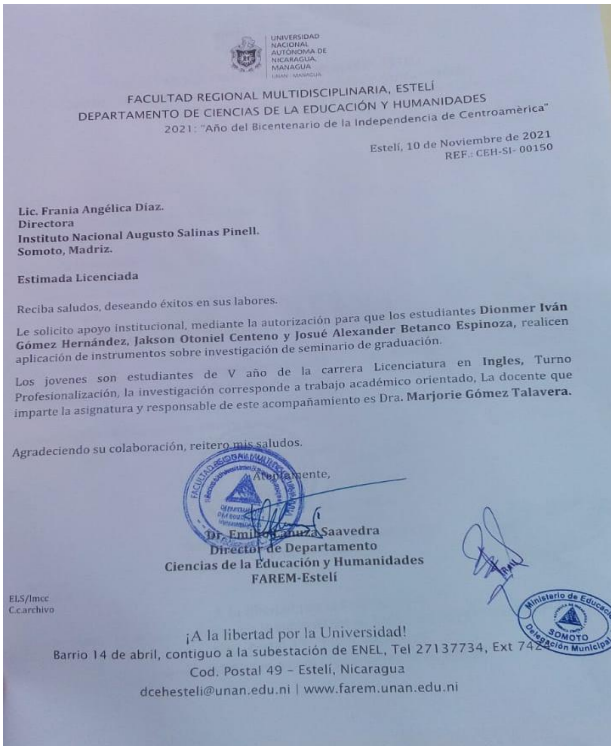 UNIVERSIDAD
NACIONAL
AUTÓNOMA DE
NICARAGUA,
MANAGUA
UNAN - MANAGUA
FACULTAD REGIONAL MULTIDISCIPLINARIA, ESTELÍ
DEPARTAMENTO DE CIENCIAS DE LA EDUCACIÓN Y HUMANIDADES
2021: "Año del Bicentenario de la Independencia de Centroamèrica"
Estelí, 10 de Noviembre de 2021
REF.: CEH-SI- 00150
Lic. Frania Angélica Díaz.
Directora
Instituto Nacional Augusto Salinas Pinell.
Somoto, Madriz.
Estimada Licenciada
Reciba saludos, deseando éxitos en sus labores.
Le solicito apoyo institucional, mediante la autorización para que los estudiantes Dionmer Iván
Gómez Hernández, Jakson Otoniel Centeno y Josué Alexander Betanco Espinoza, realicen
aplicación de instrumentos sobre investigación de seminario de graduación.
Los jovenes son estudiantes de V año de la carrera Licenciatura en Ingles, Turno
Profesionalización, la investigación corresponde a trabajo académico orientado, La docente que
imparte la asignatura y responsable de este acompañamiento es Dra. Marjorie Gómez Talavera.
Agradeciendo su colaboración, reitero mis saludos.
Atentamente,
Dr. Saavedra
Director de Departamento
Ciencias de la Educación y Humanidades
FAREM-Estelí
ELS/lmcc
C.c.archivo
Ministerio de Educac
SOMOTO
Delegación Municipal
¡A la libertad por la Universidad!
Barrio 14 de abril, contiguo a la subestación de ENEL, Tel 27137734, Ext 742
Cod. Postal 49 – Estelí, Nicaragua
dcehesteli@unan.edu.ni | www.farem.unan.edu.ni